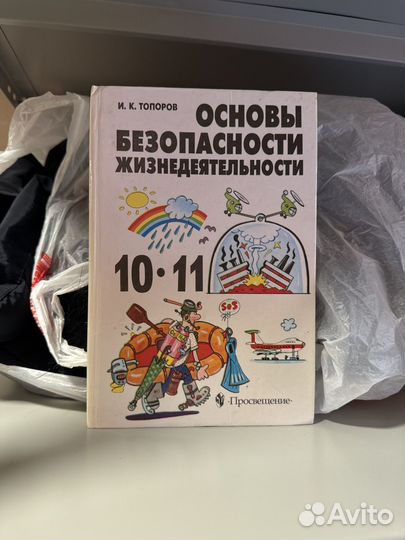 И. К. ТОПОРОВ
ОСНОВЫ
БЕЗОПАСНОСТИ
ЖИЗНЕДЕЯТЕЛЬНОСТИ
10·11
SOS
·Просвещение·
Avito